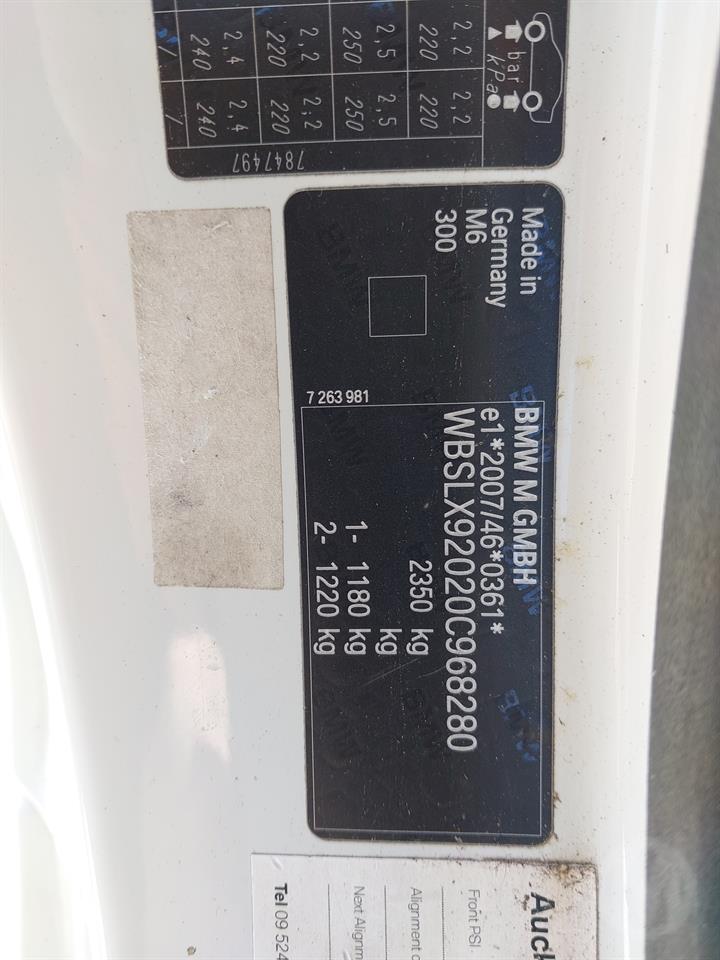 bar
kPa
2,2 2,2
220 220
2,5 2,5
250 250
2,2 2,2
220 220
2,4 2,4
240 240
7847497
Made in
Germany
M6
300
BMW M GMBH
e1*2007/46*0361*
WBSLX92020C968280
2350 kg
kg
1- 1180 kg
2- 1220 kg
7 263 981
Auck
Front PSI.
Alignment
Next Alignm
Tel 09 524